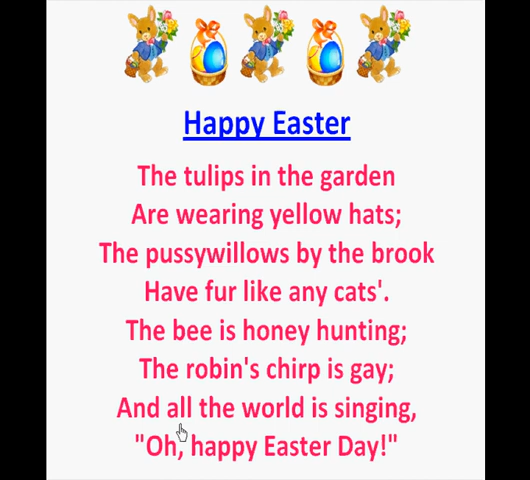 Happy Easter
The tulips in the garden
Are wearing yellow hats;
The pussywillows by the brook
Have fur like any cats'.
The bee is honey hunting;
The robin's chirp is gay;
And all the world is singing,
"Oh, happy Easter Day!"